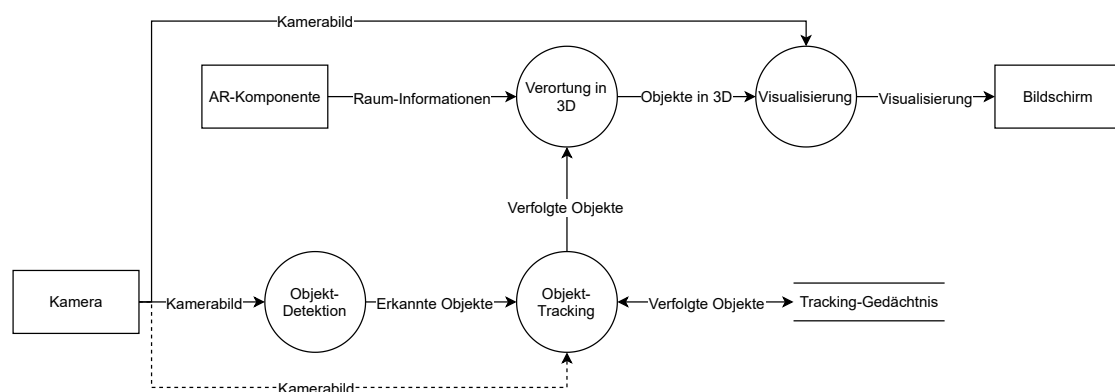 Kamerabild
AR-Komponente
Raum-Informationen
Verortung in
3D
Objekte in 3D
Visualisierung
Visualisierung
Bildschirm
Verfolgte Objekte
Kamera
Kamerabild
Objekt-
Detektion
Erkannte Objekte
Objekt-
Tracking
Verfolgte Objekte
Tracking-Gedächtnis
Kamerabild